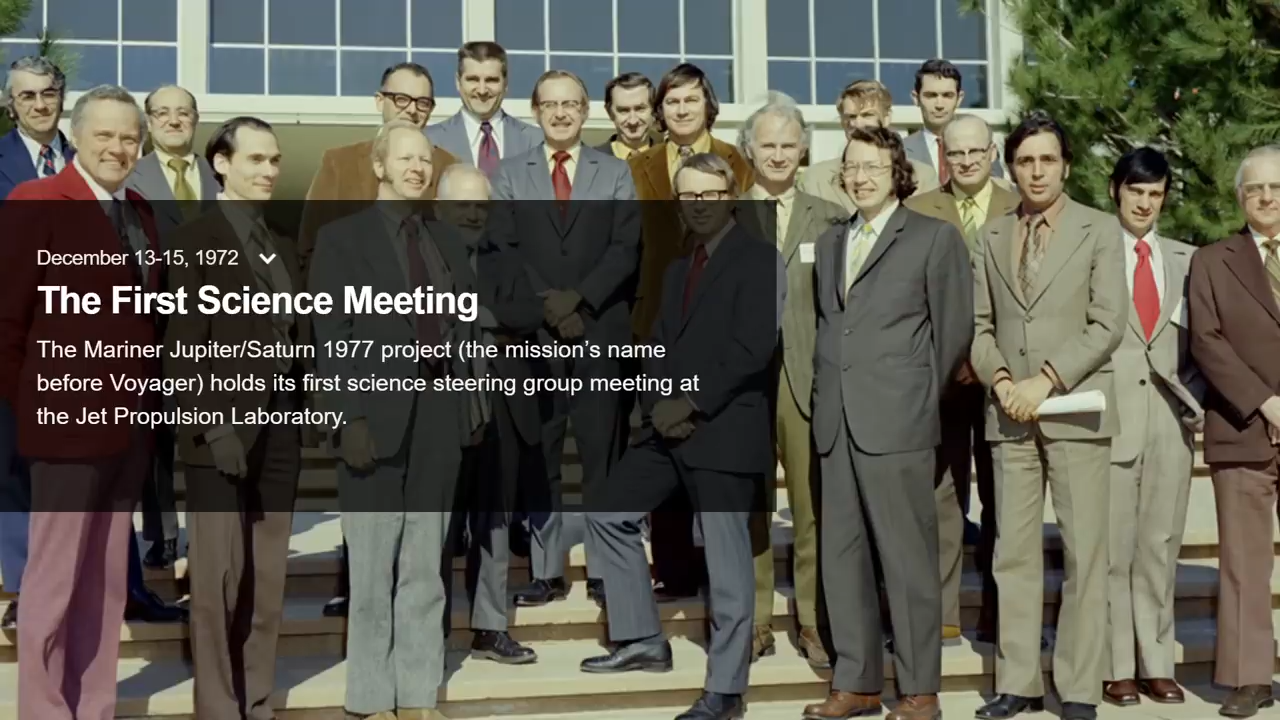 December 13-15, 1972
The First Science Meeting
The Mariner Jupiter/Saturn 1977 project (the mission’s name
before Voyager) holds its first science steering group meeting at
the Jet Propulsion Laboratory.